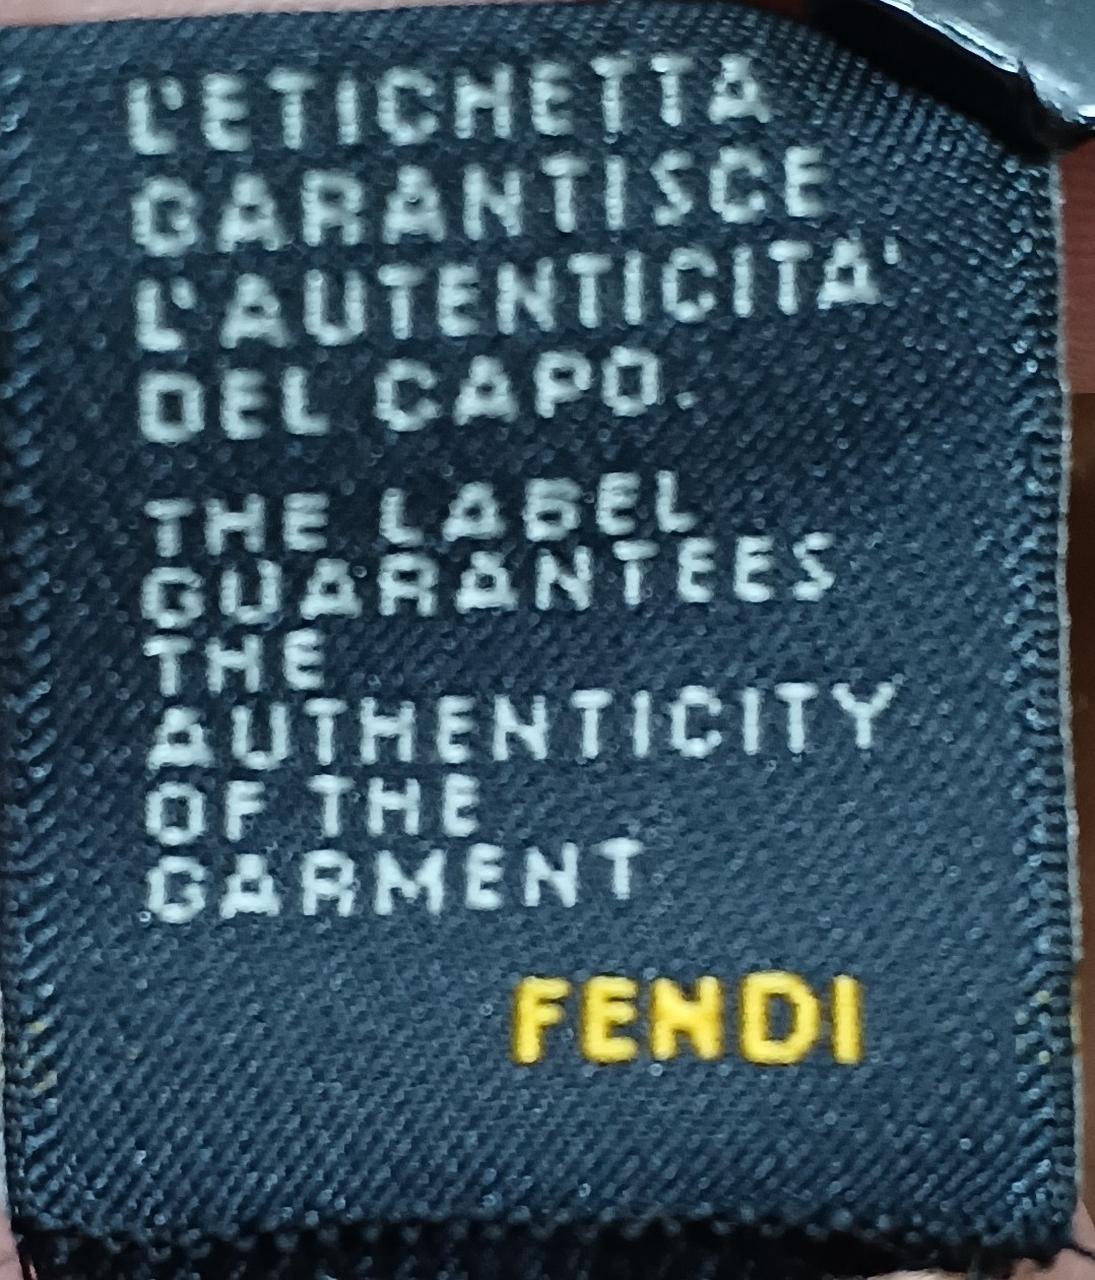 L'ETICHETTA
GARANTISCE
L'AUTENTICITA'
DEL CAPO.
THE LABEL
GUARANTEES
THE
AUTHENTICITY
OF THE
GARMENT
FENDI